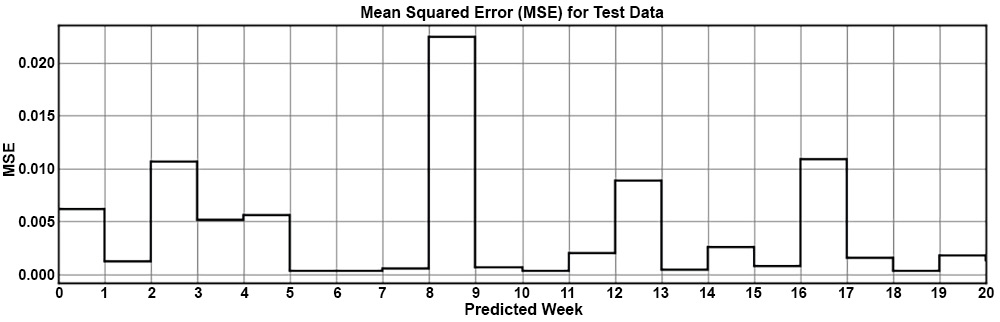 Mean Squared Error (MSE) for Test Data
MSE
0.020
0.015
0.010
0.005
0.000
0 1 2 3 4 5 6 7 8 9 10 11 12 13 14 15 16 17 18 19 20
Predicted Week